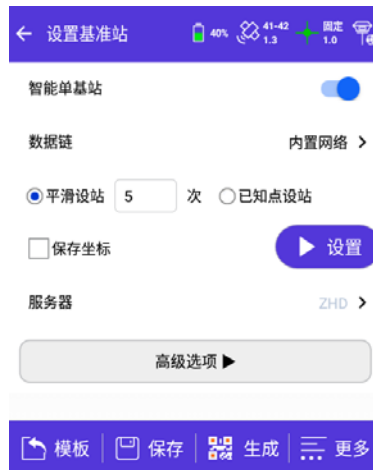 设置基准站 40% 41-42 1.3 固定 1.0
智能单基站
数据链 内置网络
平滑设站 5 次 已知点设站
保存坐标 设置
服务器 ZHD
高级选项
模板 保存 生成 更多